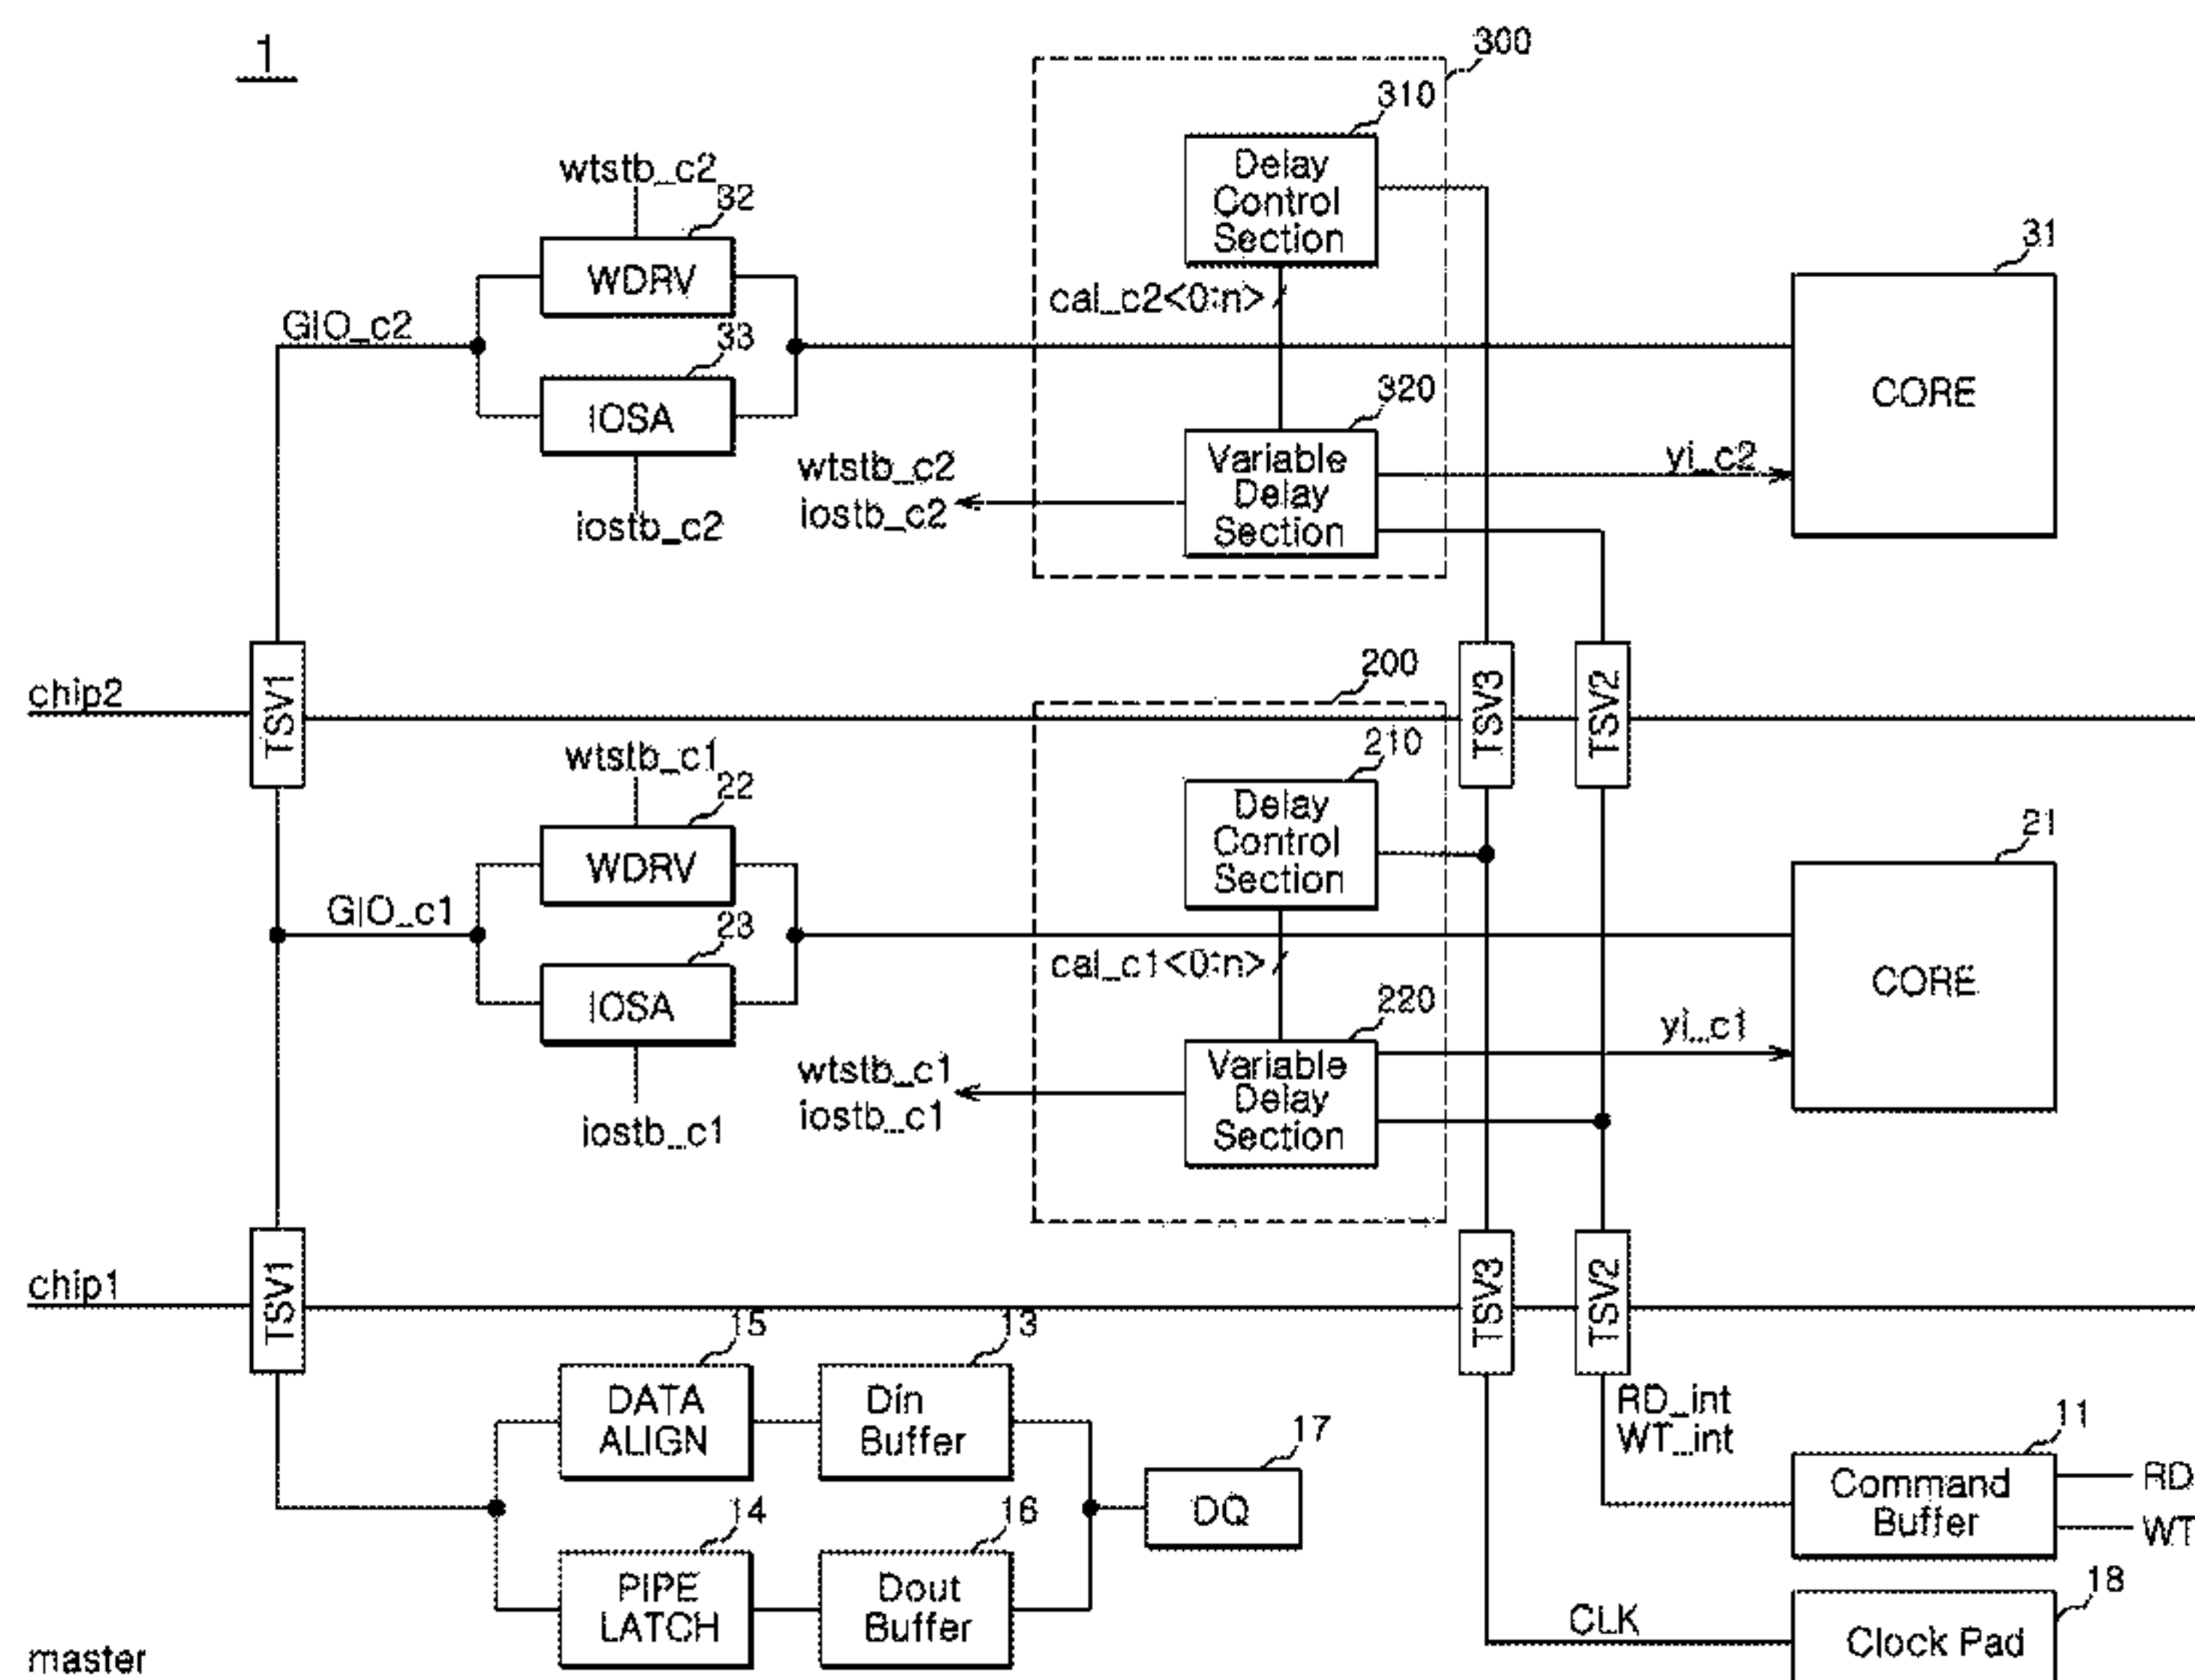 1
300
310
Delay
Control
Section
wtstb_c2
32
WDRV
31
CORE
cal_c2<0:n>
GIO_c2
33
IOSA
320
Variable
Delay
Section
wtstb_c2
iostb_c2
yi_c2
iostb_c2
chip2
TSV1
200
TSV3
TSV2
wtstb_c1
210
Delay
Control
Section
22
WDRV
21
CORE
GIO_c1
23
IOSA
cal_c1<0:n>
220
Variable
Delay
Section
yi_c1
wtstb_c1
iostb_c1
iostb_c1
chip1
TSV1
TSV3
TSV2
15
DATA
ALIGN
13
Din
Buffer
RD_int
WT_int
17
DQ
11
Command
Buffer
RD
WT
14
PIPE
LATCH
16
Dout
Buffer
18
CLK
Clock Pad
master